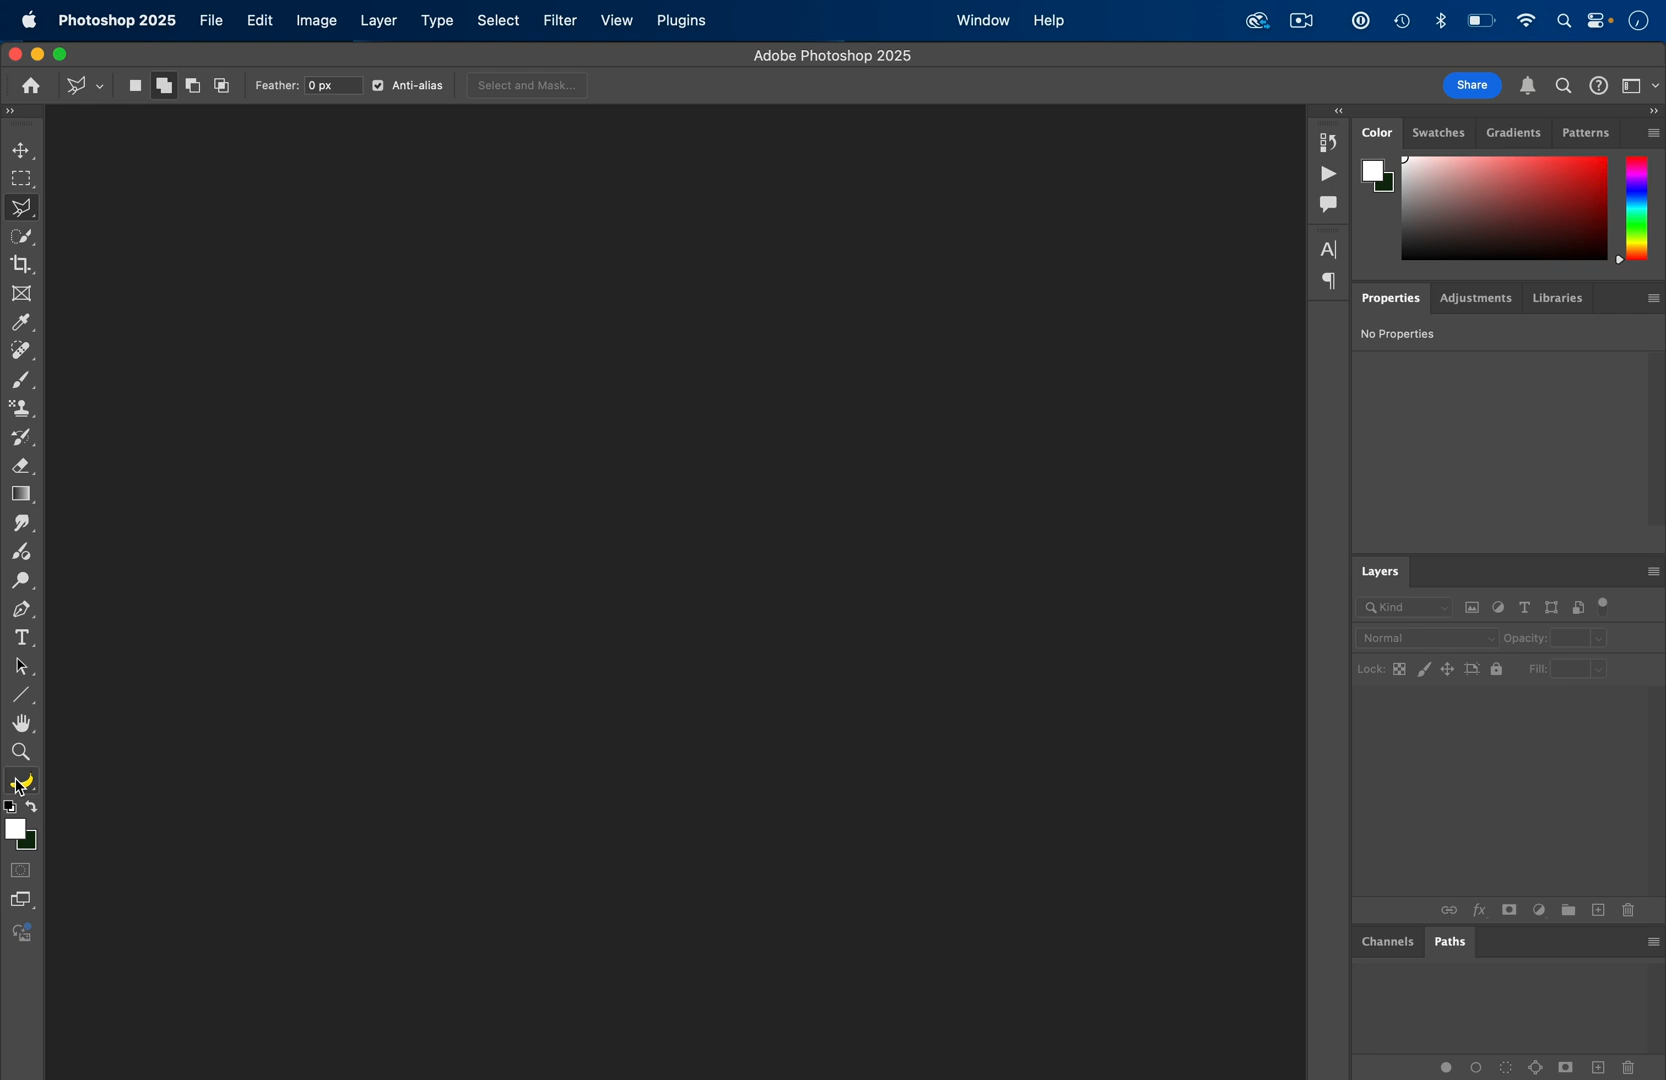 Photoshop 2025 File Edit Image Layer Type Select Filter View Plugins Window Help
Adobe Photoshop 2025
Feather: 0 px Anti-alias Select and Mask... Share
Color Swatches Gradients Patterns
Properties Adjustments Libraries
No Properties
Layers
Kind
Normal Opacity:
Lock: Fill:
Channels Paths